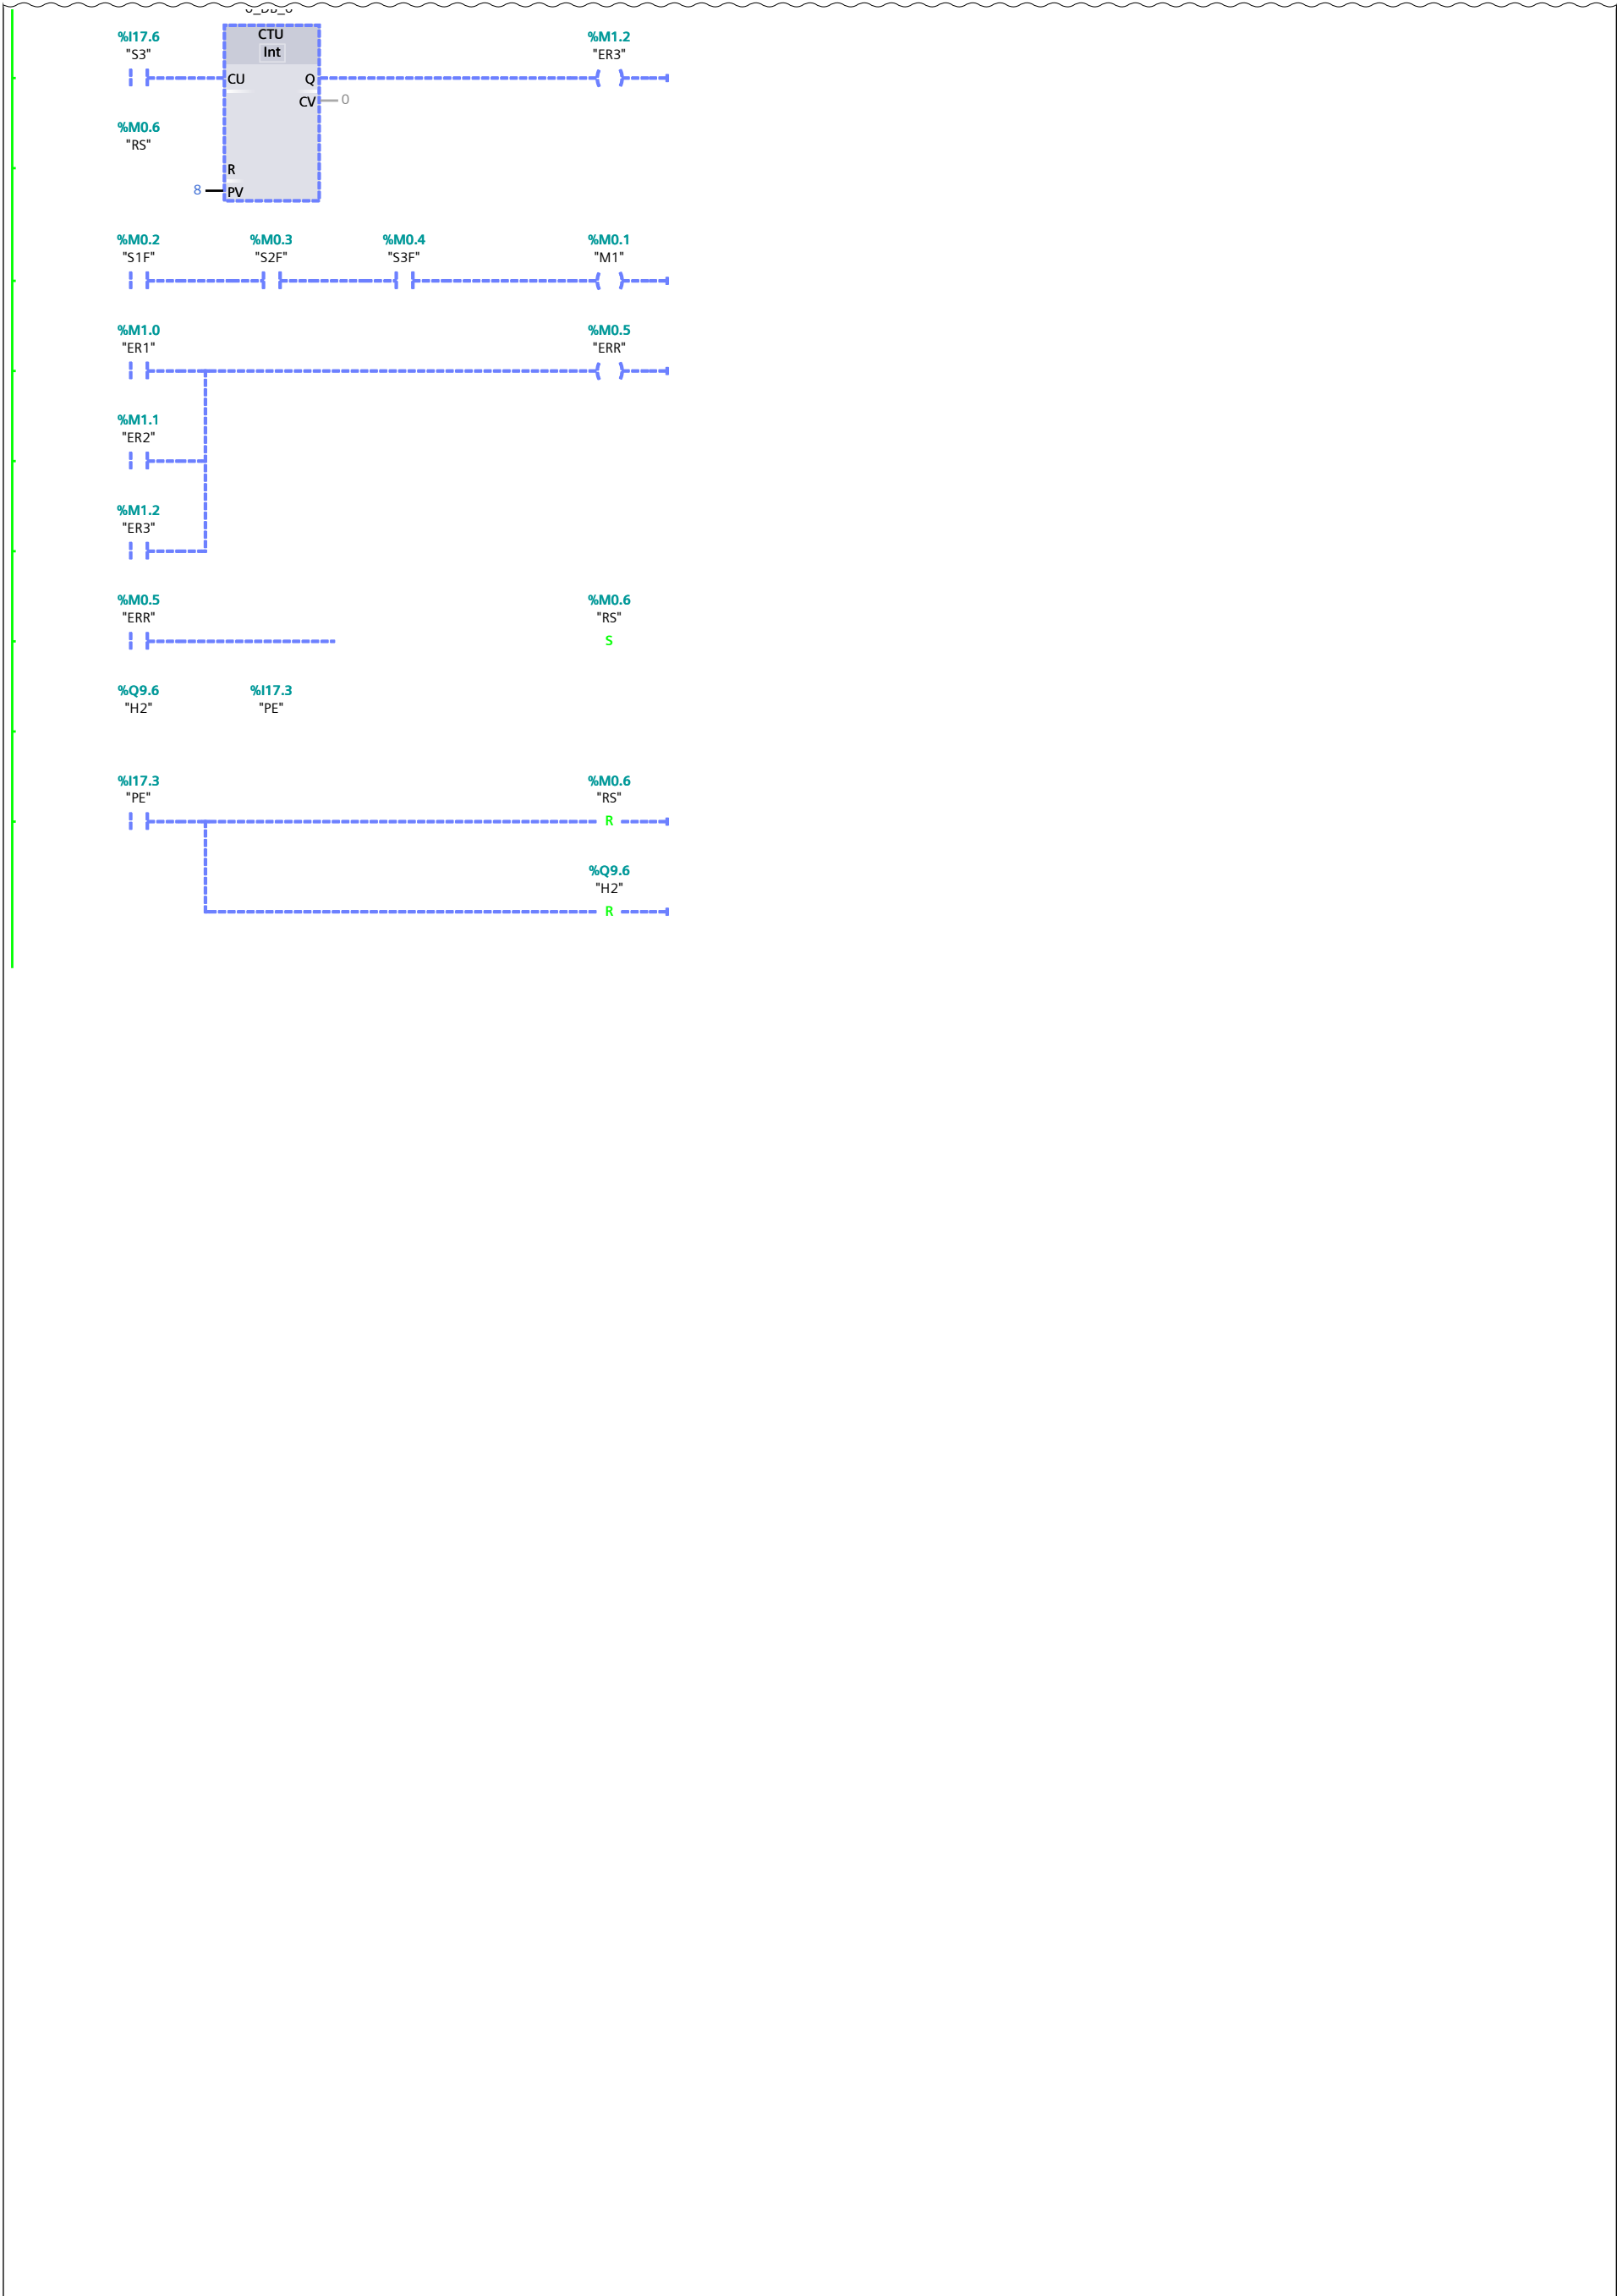 %I17.6
"S3"
CTU
Int
CU
Q
CV
0
%M1.2
"ER3"
%M0.6
"RS"
R
8
PV
%M0.2
"S1F"
%M0.3
"S2F"
%M0.4
"S3F"
%M0.1
"M1"
%M1.0
"ER1"
%M0.5
"ERR"
%M1.1
"ER2"
%M1.2
"ER3"
%M0.5
"ERR"
%M0.6
"RS"
S
%Q9.6
"H2"
%I17.3
"PE"
%I17.3
"PE"
%M0.6
"RS"
R
%Q9.6
"H2"
R